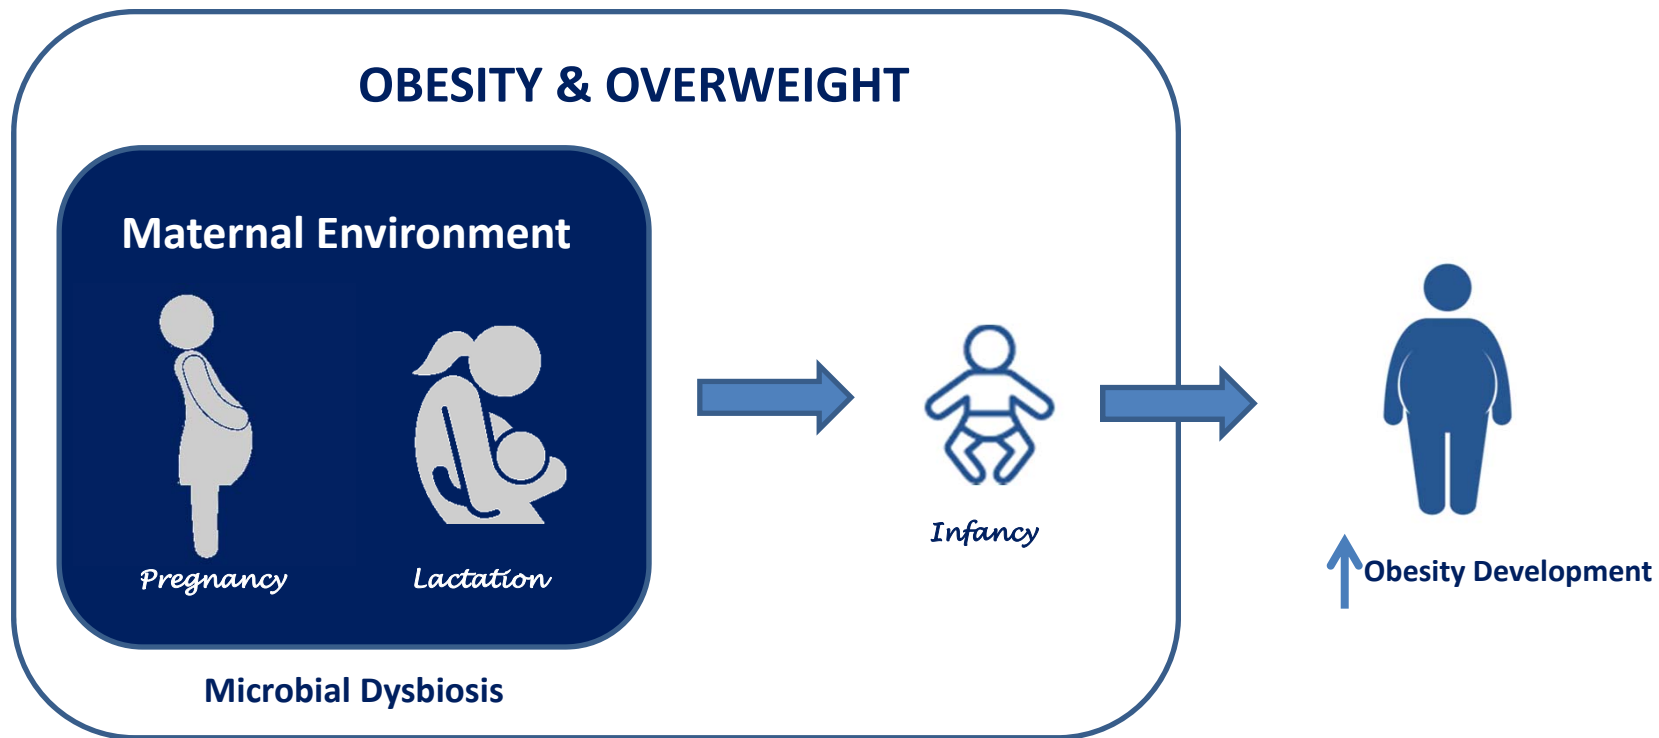 OBESITY & OVERWEIGHT
Maternal Environment
Pregnancy
Lactation
Microbial Dysbiosis
Infancy
Obesity Development